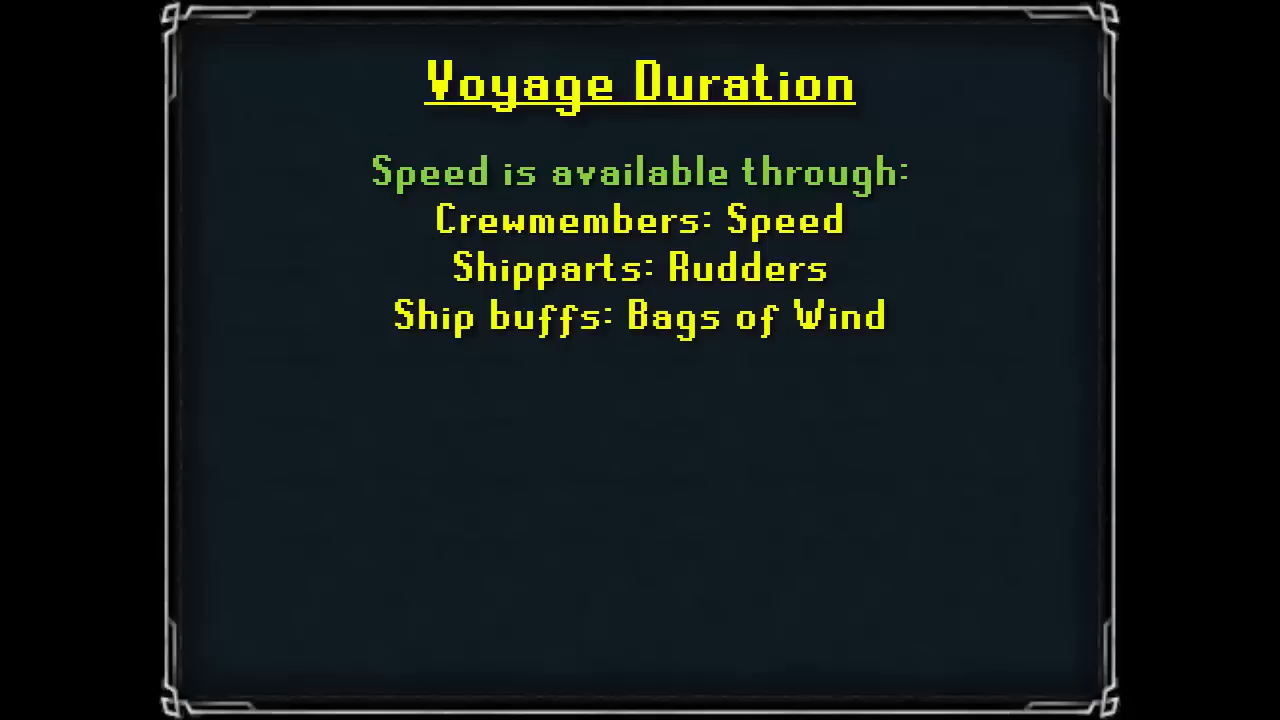 Voyage Duration
Speed is available through:
Crewmembers: Speed
Shipparts: Rudders
Ship buffs: Bags of Wind